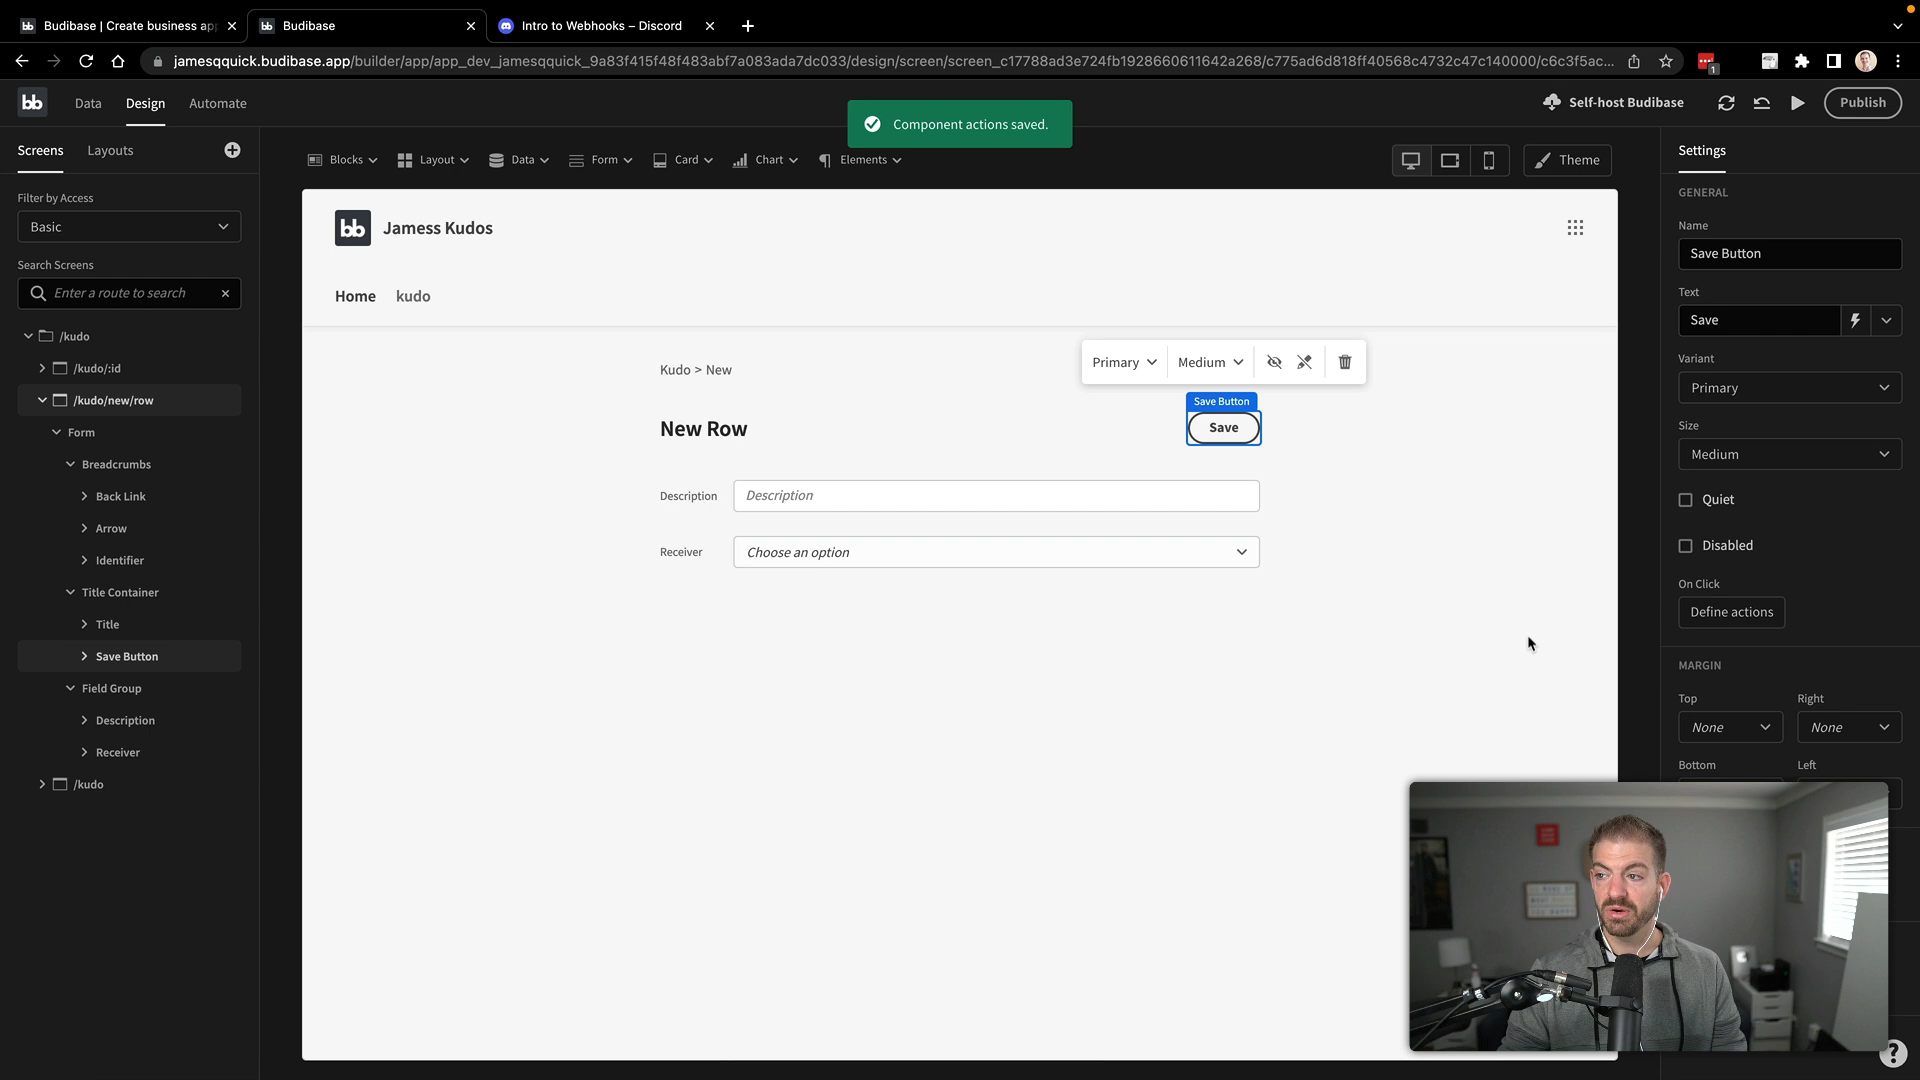 Budibase | Create business app
Budibase
Intro to Webhooks – Discord
jamesqquick.budibase.app/builder/app/app_dev_jamesqquick_9a83f415f48f483abf7a083ada7dc033/design/screen/screen_c17788ad3e724fb1928660611642a268/c775ad6d818ff40568c4732c47c140000/c6c3f5ac...
1
bb
Data
Design
Automate
Component actions saved.
Self-host Budibase
Publish
Screens
Layouts
Blocks
Layout
Data
Form
Card
Chart
Elements
Theme
Settings
Filter by Access
Basic
Search Screens
Enter a route to search
/kudo
/kudo/:id
/kudo/new/row
Form
Breadcrumbs
Back Link
Arrow
Identifier
Title Container
Title
Save Button
Field Group
Description
Receiver
/kudo
bb
Jamess Kudos
Home
kudo
Kudo > New
Primary
Medium
Save Button
New Row
Save
Description
Description
Receiver
Choose an option
GENERAL
Name
Save Button
Text
Save
Variant
Primary
Size
Medium
Quiet
Disabled
On Click
Define actions
MARGIN
Top
Right
None
None
Bottom
Left
?